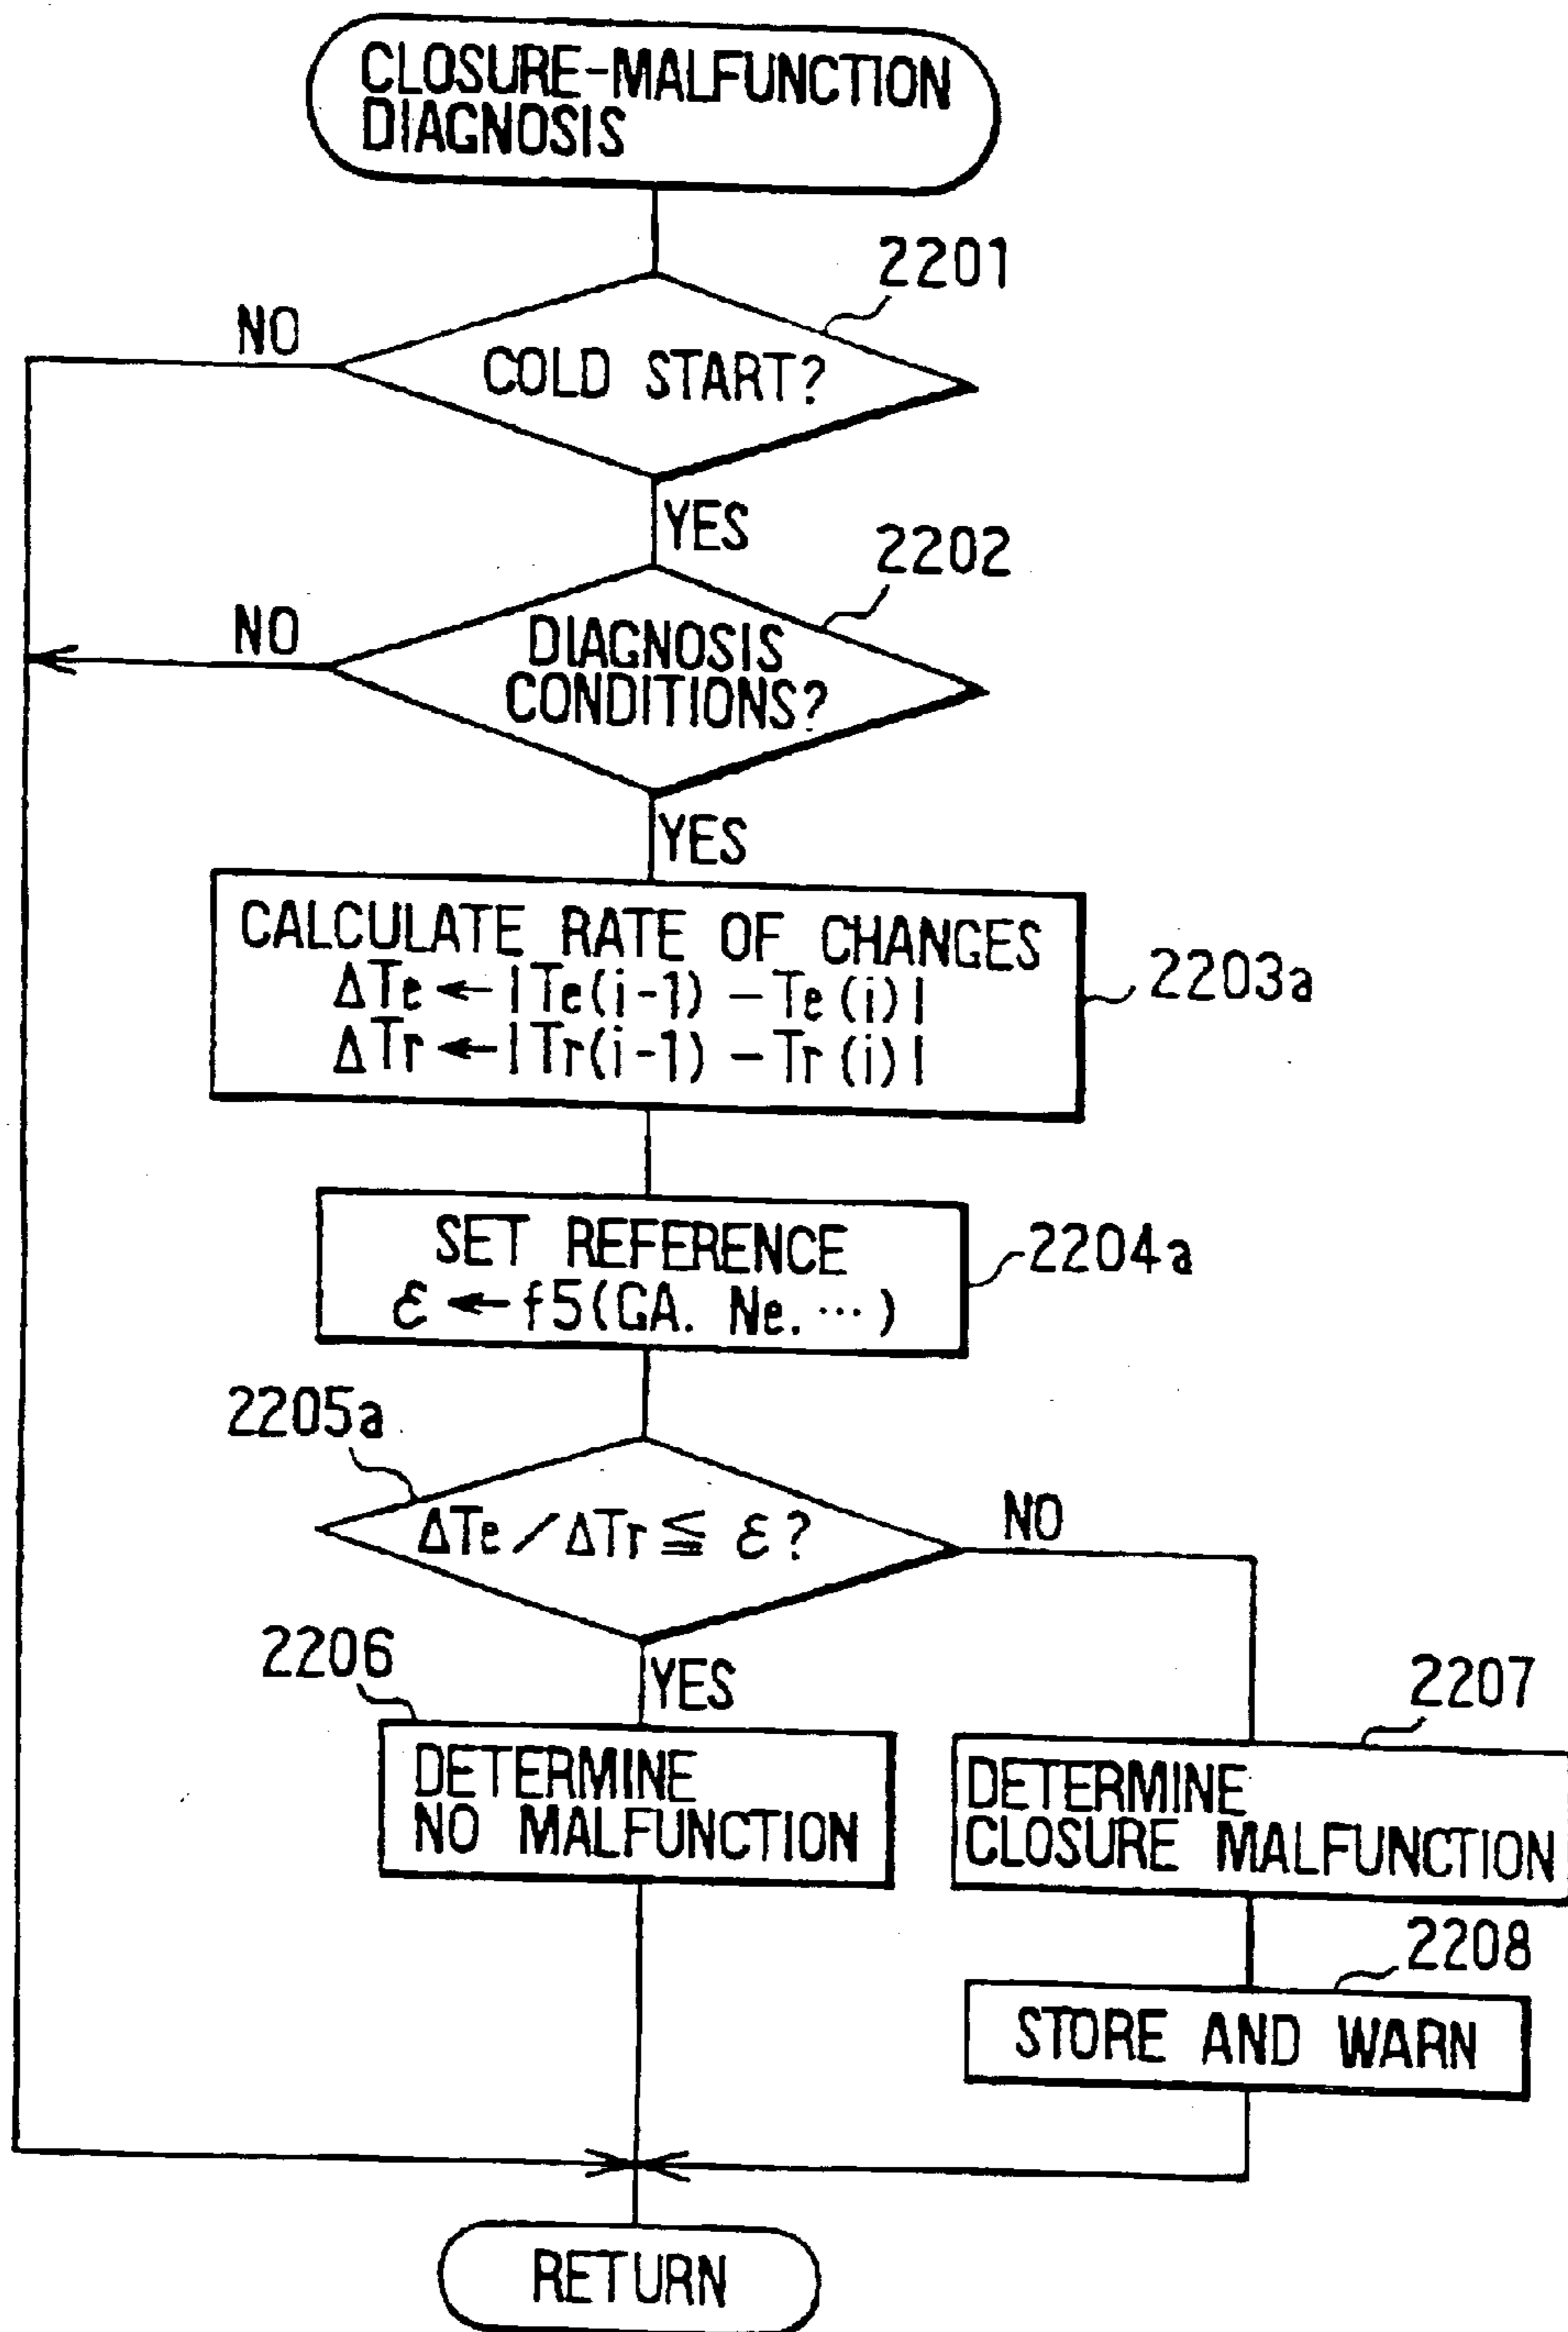 CLOSURE-MALFUNCTION
DIAGNOSIS
2201
NO
COLD START?
YES
2202
NO
DIAGNOSIS
CONDITIONS?
YES
CALCULATE RATE OF CHANGES
ΔTe ← |Te(i-1) − Te(i)|
ΔTr ← |Tr(i-1) − Tr(i)|
2203a
SET REFERENCE
ε ← f5(GA. Ne. ⋯)
2204a
2205a
ΔTe/ΔTr ≦ ε?
NO
YES
2206
DETERMINE
NO MALFUNCTION
2207
DETERMINE
CLOSURE MALFUNCTION
2208
STORE AND WARN
RETURN